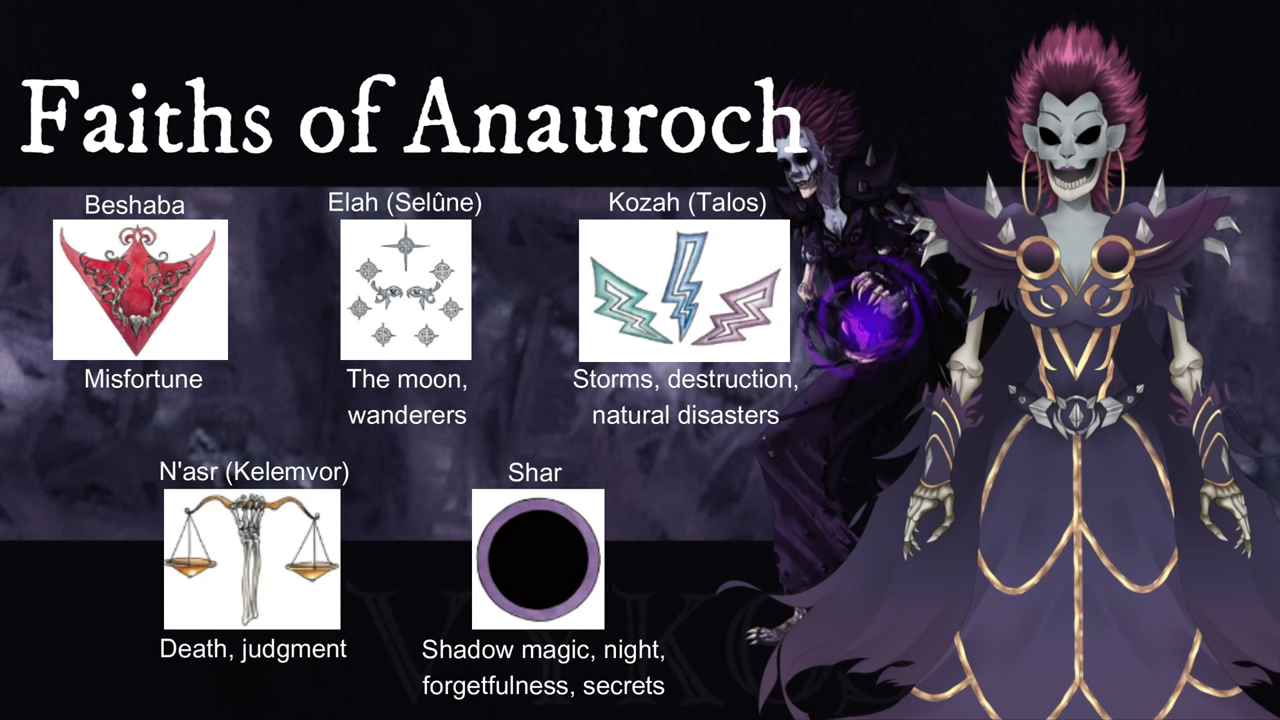 Faiths of Anauroch
Beshaba
Elah (Selûne)
Kozah (Talos)
Misfortune
The moon,
wanderers
Storms, destruction,
natural disasters
N'asr (Kelemvor)
Shar
Death, judgment
Shadow magic, night,
forgetfulness, secrets